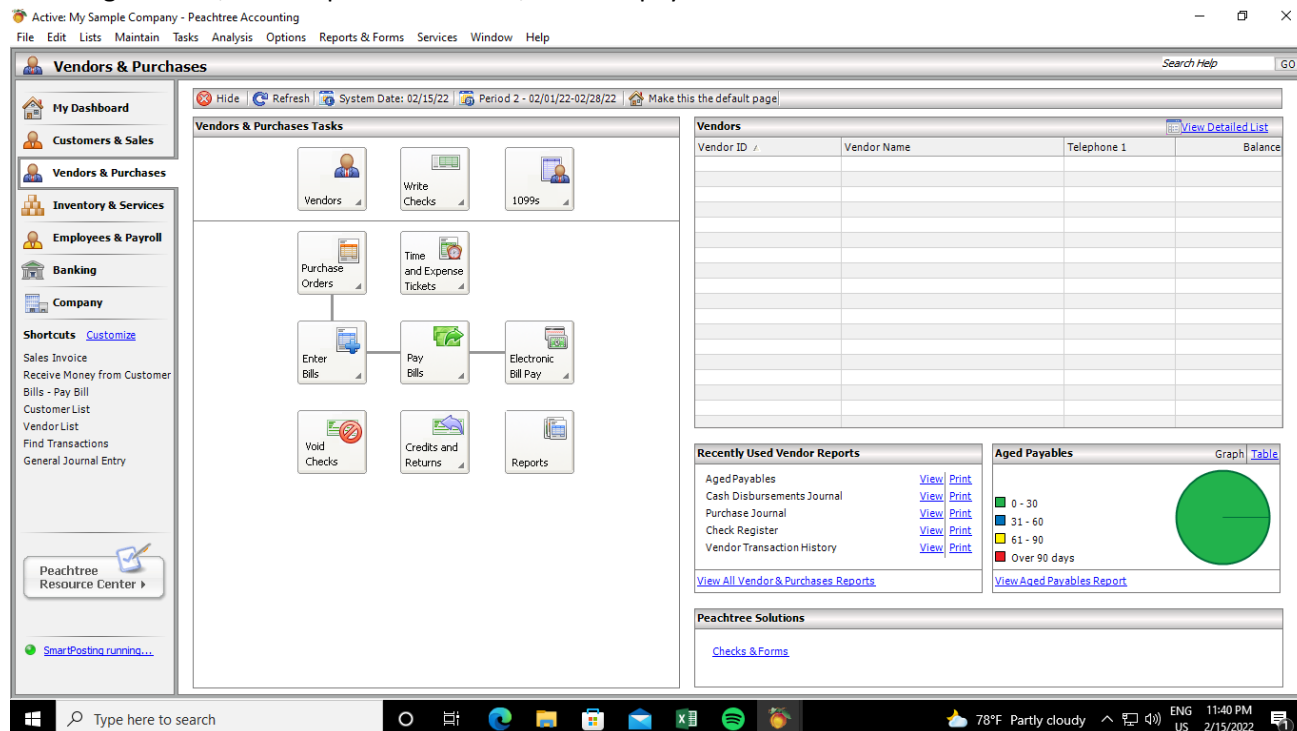 Active: My Sample Company - Peachtree Accounting
File Edit Lists Maintain Tasks Analysis Options Reports & Forms Services Window Help
Vendors & Purchases
Search Help GO
My Dashboard
Customers & Sales
Vendors & Purchases
Inventory & Services
Employees & Payroll
Banking
Company
Shortcuts Customize
Sales Invoice
Receive Money from Customer
Bills - Pay Bill
Customer List
Vendor List
Find Transactions
General Journal Entry
Peachtree
Resource Center
SmartPosting running...
Hide Refresh System Date: 02/15/22 Period 2 - 02/01/22-02/28/22 Make this the default page
Vendors & Purchases Tasks
Vendors
Write
Checks
1099s
Purchase
Orders
Time
and Expense
Tickets
Enter
Bills
Pay
Bills
Electronic
Bill Pay
Void
Checks
Credits and
Returns
Reports
Vendors View Detailed List
Vendor ID Vendor Name Telephone 1 Balance
Recently Used Vendor Reports
Aged Payables View Print
Cash Disbursements Journal View Print
Purchase Journal View Print
Check Register View Print
Vendor Transaction History View Print
View All Vendor & Purchases Reports
Aged Payables Graph Table
0 - 30
31 - 60
61 - 90
Over 90 days
View Aged Payables Report
Peachtree Solutions
Checks & Forms
Type here to search
78°F Partly cloudy
ENG
US
11:40 PM
2/15/2022
1